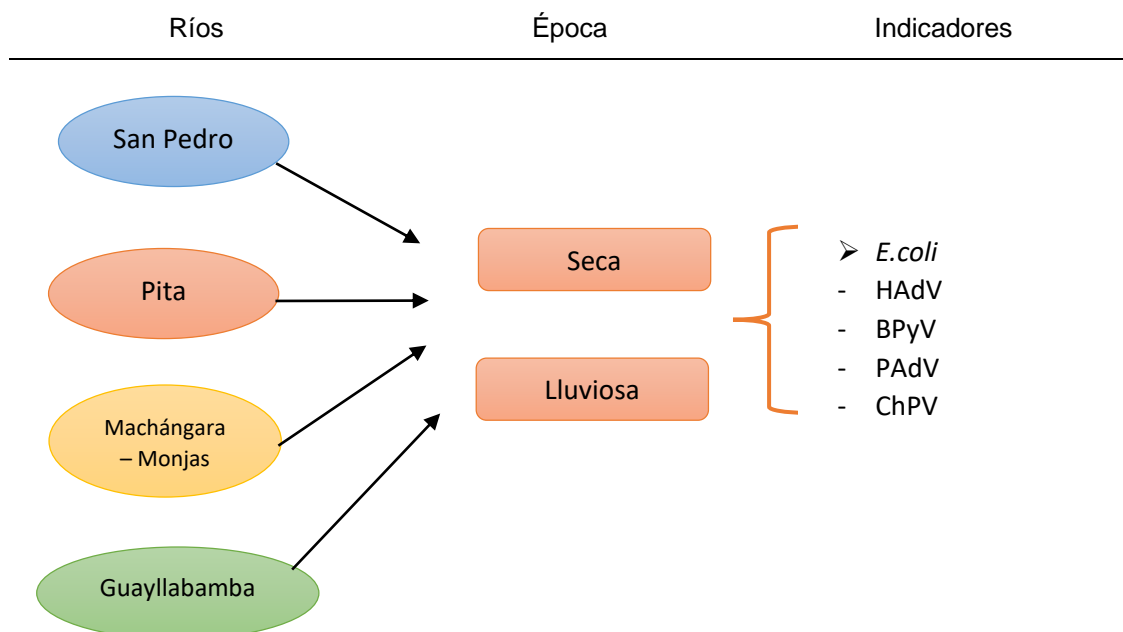 Ríos Época Indicadores
San Pedro
Pita
Machángara
– Monjas
Guayllabamba
Seca
Lluviosa
➢ E.coli
- HAdV
- BPyV
- PAdV
- ChPV